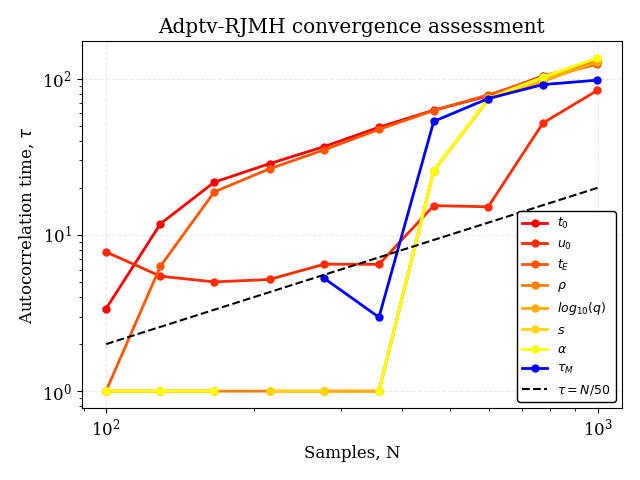 Adptv-RJMH convergence assessment
Autocorrelation time, τ
10²
10¹
10⁰
10²
10³
Samples, N
t₀
u₀
t_E
ρ
log₁₀(q)
s
α
τ_M
τ = N/50